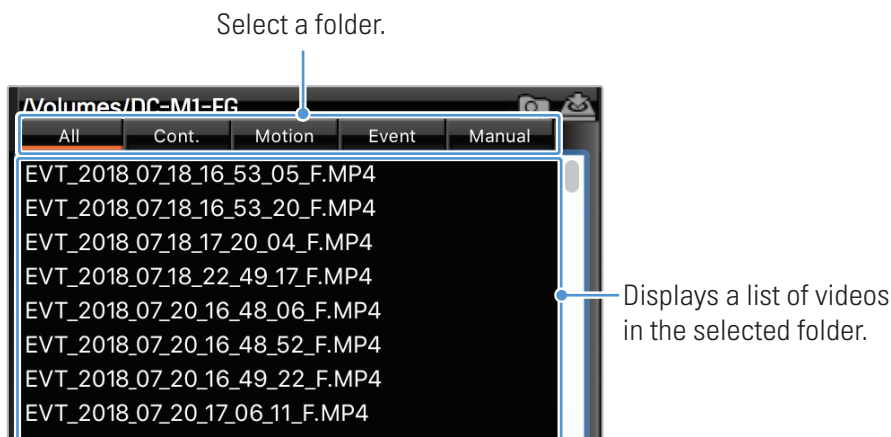 Select a folder.
/Volumes/DC-M1-FG
All Cont. Motion Event Manual
EVT_2018_07_18_16_53_05_F.MP4
EVT_2018_07_18_16_53_20_F.MP4
EVT_2018_07_18_17_20_04_F.MP4
EVT_2018_07_18_22_49_17_F.MP4
EVT_2018_07_20_16_48_06_F.MP4
Displays a list of videos
in the selected folder.
EVT_2018_07_20_16_48_52_F.MP4
EVT_2018_07_20_16_49_22_F.MP4
EVT_2018_07_20_17_06_11_F.MP4